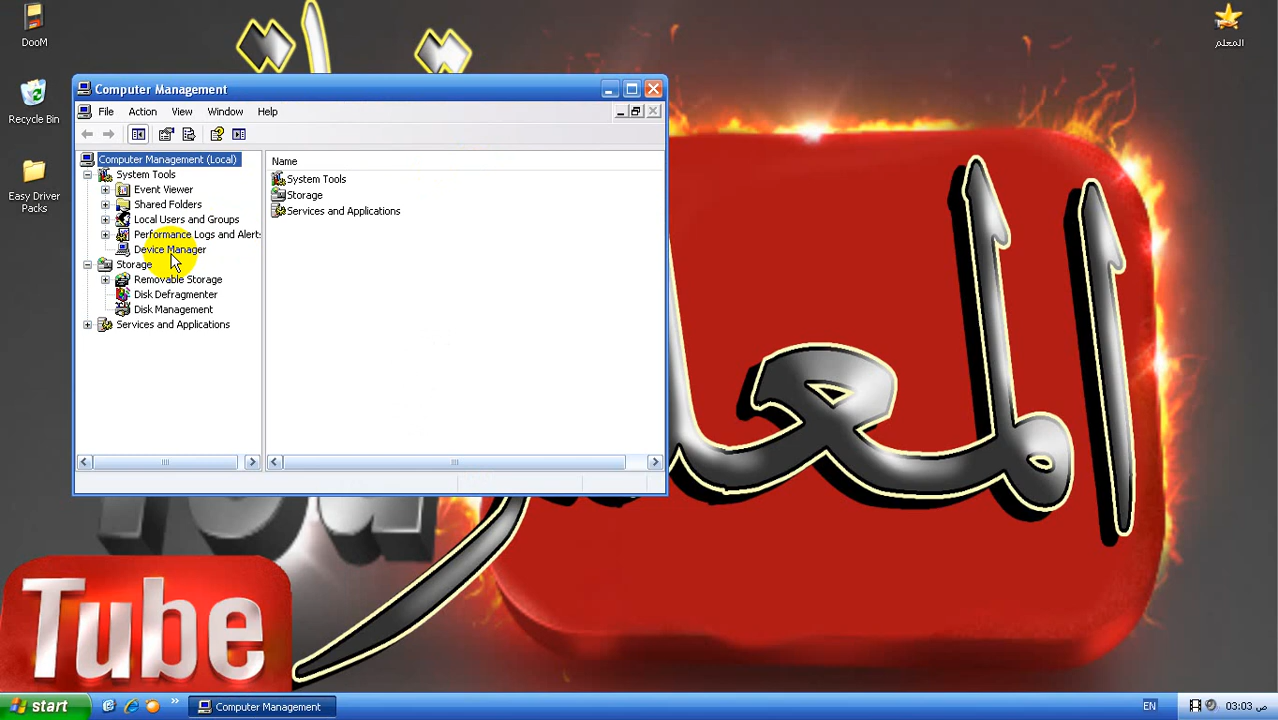 DooM
Recycle Bin
Easy Driver
Packs
المعلم
Computer Management
File Action View Window Help
Computer Management (Local)
System Tools
Event Viewer
Shared Folders
Local Users and Groups
Performance Logs and Alerts
Device Manager
Storage
Removable Storage
Disk Defragmenter
Disk Management
Services and Applications
Name
System Tools
Storage
Services and Applications
Tube
start
Computer Management
EN
03:03 ص